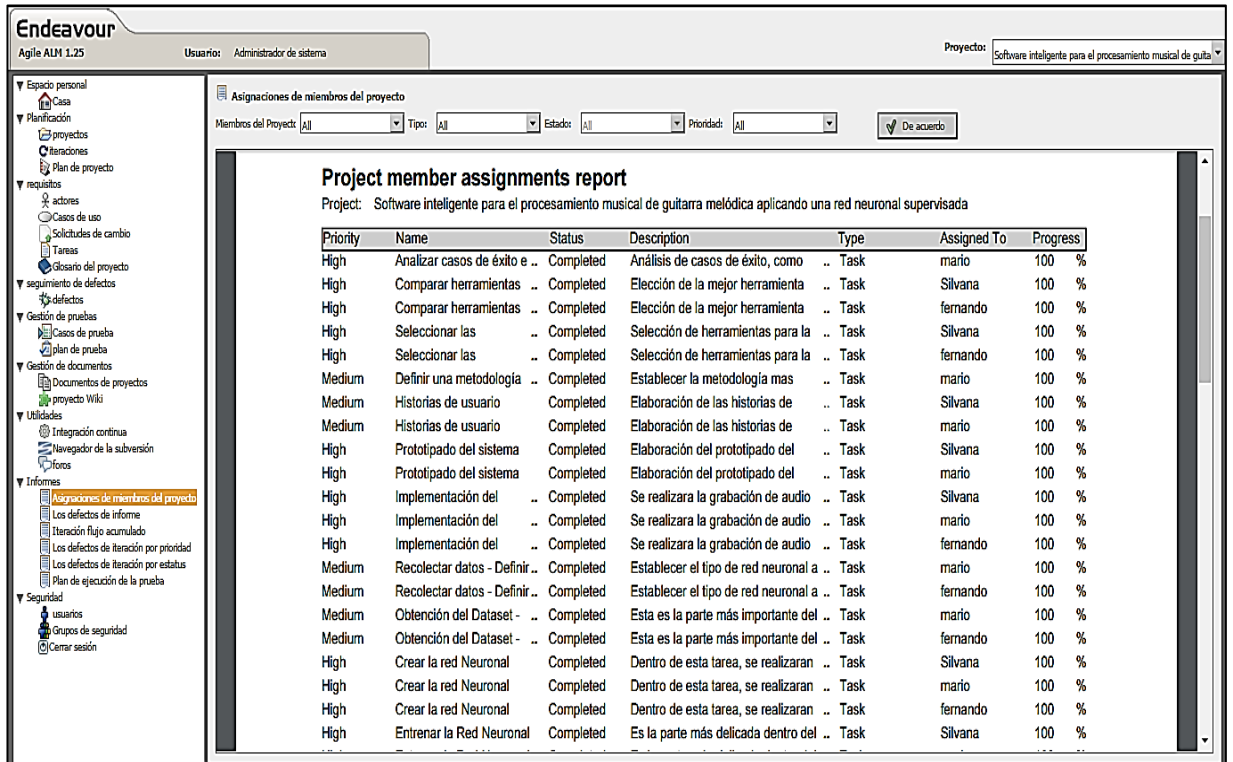 Endeavour
Agile ALM 1.25 Usuario: Administrador de sistema
Proyecto: Software inteligente para el procesamiento musical de guita
Espacio personal
Casa
Planificación
proyectos
iteraciones
Plan de proyecto
requisitos
actores
Casos de uso
Solicitudes de cambio
Tareas
Glosario del proyecto
seguimiento de defectos
defectos
Gestión de pruebas
Casos de prueba
plan de prueba
Gestión de documentos
Documentos de proyectos
proyecto Wiki
Utilidades
Integración continua
Navegador de la subversión
foros
Informes
Asignaciones de miembros del proyecto
Los defectos de informe
Iteración flujo acumulado
Los defectos de iteración por prioridad
Los defectos de iteración por estatus
Plan de ejecución de la prueba
Seguridad
usuarios
Grupos de seguridad
Cerrar sesión
Asignaciones de miembros del proyecto
Miembros del Proyect: All Tipo: All Estado: All Prioridad: All De acuerdo
Project member assignments report
Project: Software inteligente para el procesamiento musical de guitarra melódica aplicando una red neuronal supervisada
Priority Name Status Description Type Assigned To Progress
High Analizar casos de éxito e .. Completed Análisis de casos de éxito, como .. Task mario 100 %
High Comparar herramientas .. Completed Elección de la mejor herramienta .. Task Silvana 100 %
High Comparar herramientas .. Completed Elección de la mejor herramienta .. Task fernando 100 %
High Seleccionar las .. Completed Selección de herramientas para la .. Task Silvana 100 %
High Seleccionar las .. Completed Selección de herramientas para la .. Task fernando 100 %
Medium Definir una metodología .. Completed Establecer la metodología mas .. Task mario 100 %
Medium Historias de usuario Completed Elaboración de las historias de .. Task Silvana 100 %
Medium Historias de usuario Completed Elaboración de las historias de .. Task mario 100 %
High Prototipado del sistema Completed Elaboración del prototipado del .. Task Silvana 100 %
High Prototipado del sistema Completed Elaboración del prototipado del .. Task mario 100 %
High Implementación del .. Completed Se realizara la grabación de audio .. Task Silvana 100 %
High Implementación del .. Completed Se realizara la grabación de audio .. Task mario 100 %
High Implementación del .. Completed Se realizara la grabación de audio .. Task fernando 100 %
Medium Recolectar datos - Definir .. Completed Establecer el tipo de red neuronal a .. Task mario 100 %
Medium Recolectar datos - Definir .. Completed Establecer el tipo de red neuronal a .. Task fernando 100 %
Medium Obtención del Dataset - .. Completed Esta es la parte más importante del .. Task mario 100 %
Medium Obtención del Dataset - .. Completed Esta es la parte más importante del .. Task fernando 100 %
High Crear la red Neuronal Completed Dentro de esta tarea, se realizaran .. Task Silvana 100 %
High Crear la red Neuronal Completed Dentro de esta tarea, se realizaran .. Task mario 100 %
High Crear la red Neuronal Completed Dentro de esta tarea, se realizaran .. Task fernando 100 %
High Entrenar la Red Neuronal Completed Es la parte más delicada dentro del .. Task Silvana 100 %